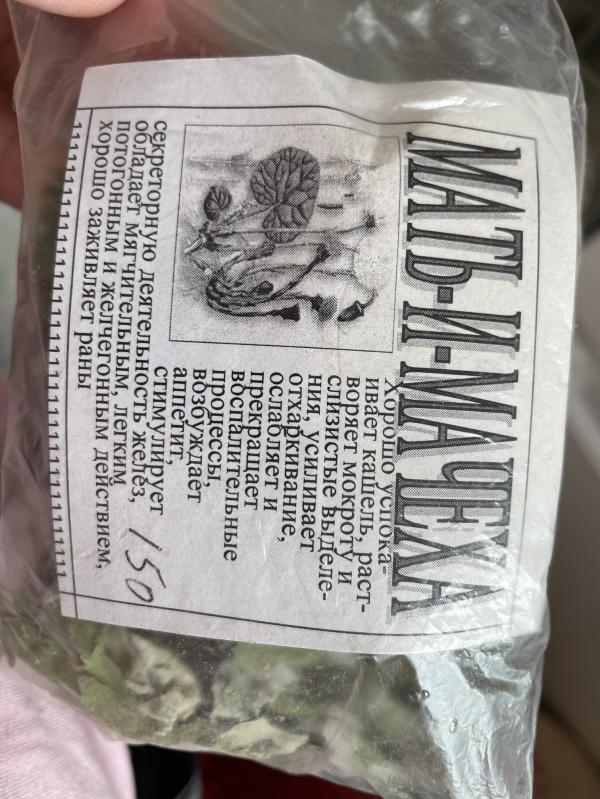 МАТЬ-И-МАЧЕХА
Хорошо успока-
ивает кашель, раст-
воряет мокроту и
слизистые выделе-
ния, усиливает
отхаркивание,
ослабляет и
прекращает
воспалительные
процессы,
возбуждает
аппетит,
стимулирует
секреторную деятельность желёз,
обладает мягчительным, легким
потогонным и желчегонным действием,
хорошо заживляет раны
150